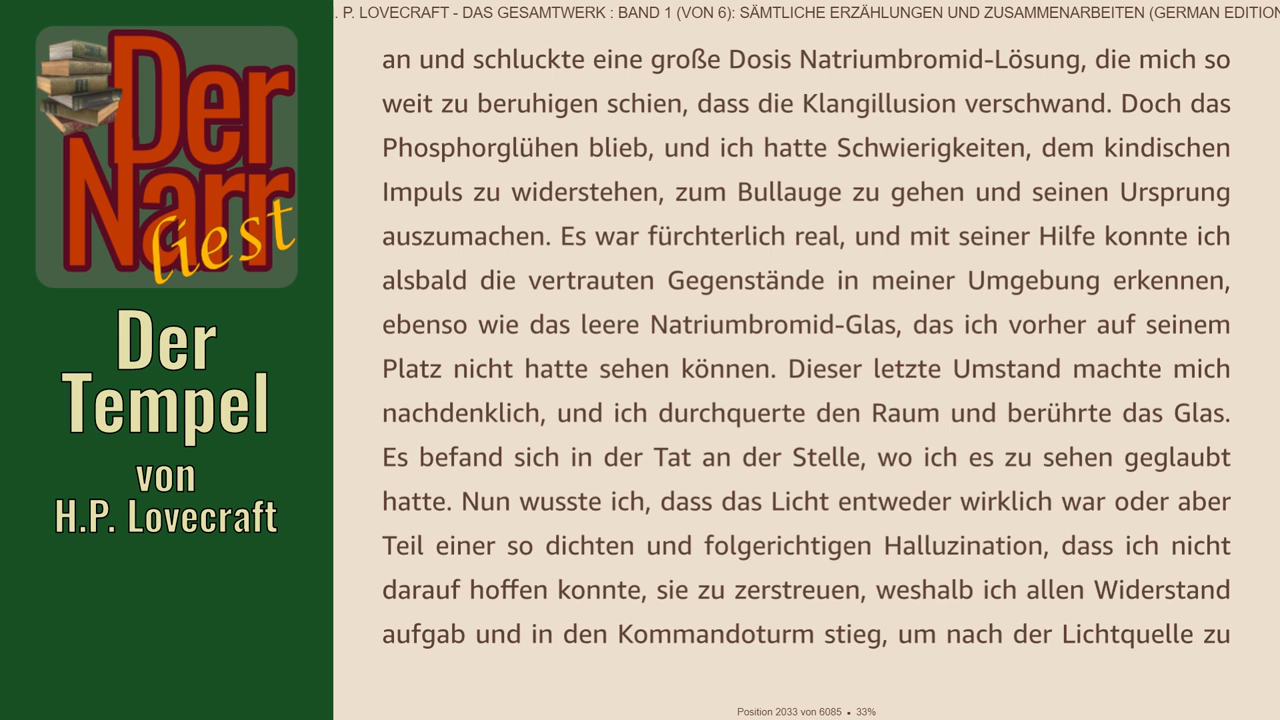 Der
Narr
liest
Der
Tempel
von
H.P. Lovecraft
. P. LOVECRAFT - DAS GESAMTWERK : BAND 1 (VON 6): SÄMTLICHE ERZÄHLUNGEN UND ZUSAMMENARBEITEN (GERMAN EDITION
an und schluckte eine große Dosis Natriumbromid-Lösung, die mich so
weit zu beruhigen schien, dass die Klangillusion verschwand. Doch das
Phosphorglühen blieb, und ich hatte Schwierigkeiten, dem kindischen
Impuls zu widerstehen, zum Bullauge zu gehen und seinen Ursprung
auszumachen. Es war fürchterlich real, und mit seiner Hilfe konnte ich
alsbald die vertrauten Gegenstände in meiner Umgebung erkennen,
ebenso wie das leere Natriumbromid-Glas, das ich vorher auf seinem
Platz nicht hatte sehen können. Dieser letzte Umstand machte mich
nachdenklich, und ich durchquerte den Raum und berührte das Glas.
Es befand sich in der Tat an der Stelle, wo ich es zu sehen geglaubt
hatte. Nun wusste ich, dass das Licht entweder wirklich war oder aber
Teil einer so dichten und folgerichtigen Halluzination, dass ich nicht
darauf hoffen konnte, sie zu zerstreuen, weshalb ich allen Widerstand
aufgab und in den Kommandoturm stieg, um nach der Lichtquelle zu
Position 2033 von 6085 • 33%